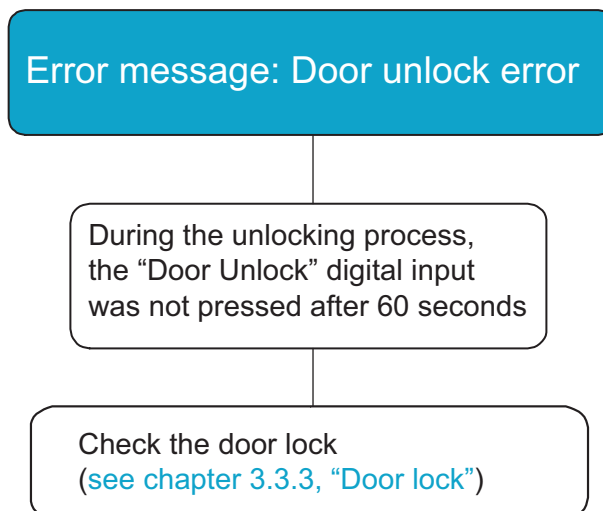 Error message: Door unlock error
During the unlocking process,
the “Door Unlock” digital input
was not pressed after 60 seconds
Check the door lock
(see chapter 3.3.3, “Door lock”)